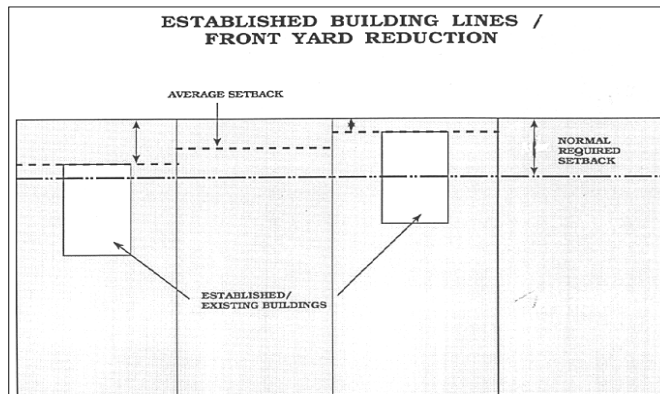 ESTABLISHED BUILDING LINES /
FRONT YARD REDUCTION
AVERAGE SETBACK
NORMAL
REQUIRED
SETBACK
ESTABLISHED/
EXISTING BUILDINGS